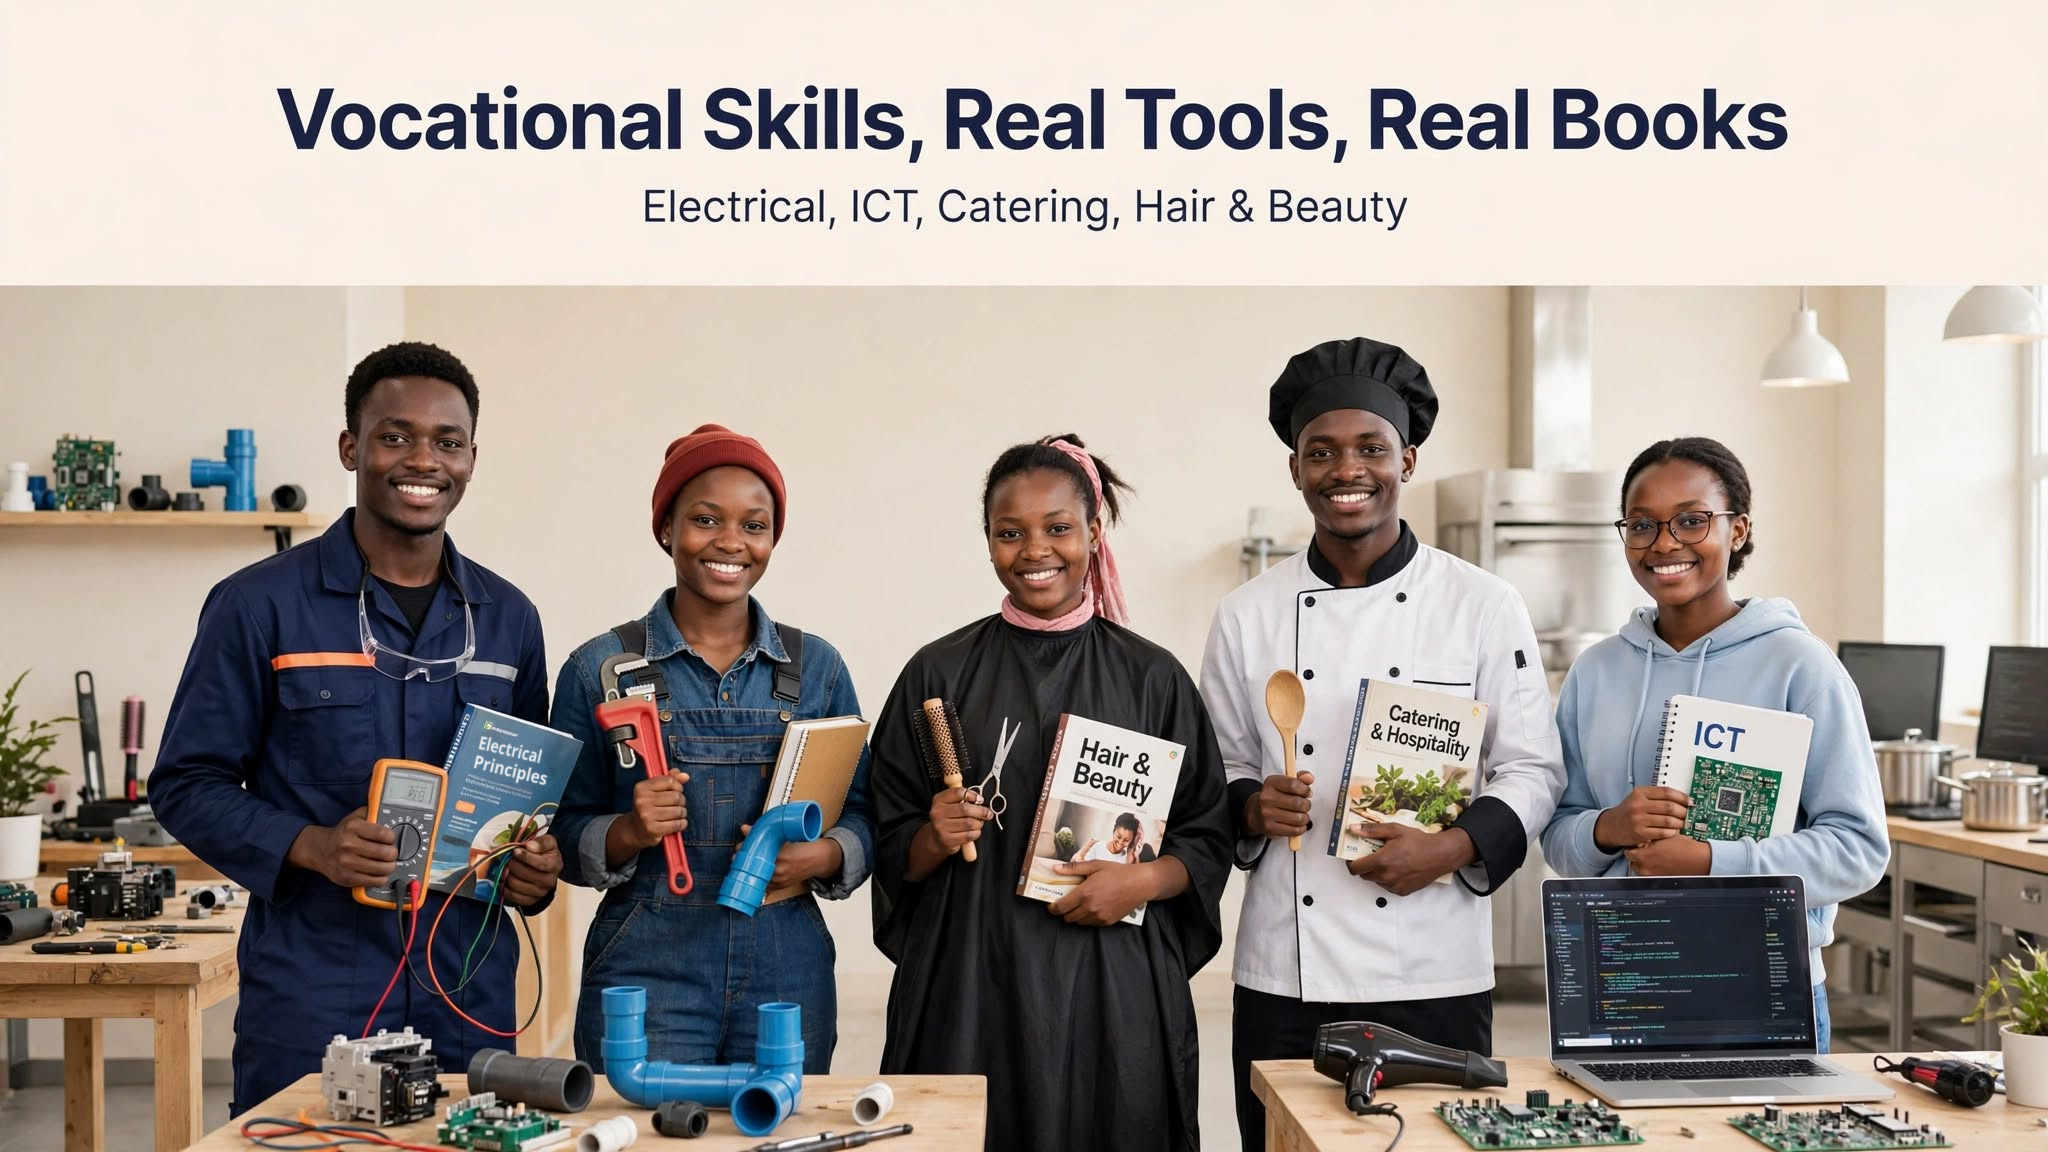 Vocational Skills, Real Tools, Real Books
Electrical, ICT, Catering, Hair & Beauty
Electrical
Principles
Hair &
Beauty
Catering
& Hospitality
ICT